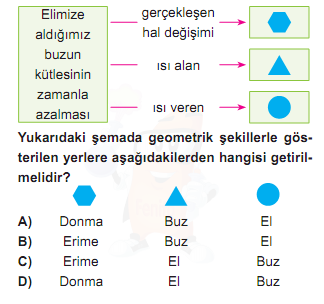 Elimize
aldığımız
buzun
kütlesinin
zamanla
azalması
gerçekleşen
hal değişimi
ısı alan
ısı veren
Yukarıdaki şemada geometrik şekillerle gös-
terilen yerlere aşağıdakilerden hangisi getiril-
melidir?
A) Donma Buz El
B) Erime Buz El
C) Erime El Buz
D) Donma El Buz